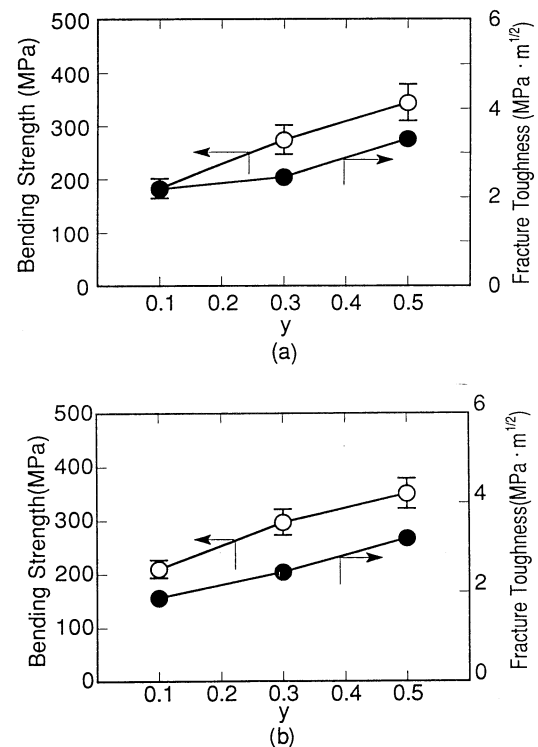 Bending Strength (MPa)
500
400
300
200
100
0
0.1 0.2 0.3 0.4 0.5
y
6
4
2
0
Fracture Toughness (MPa · m1/2)
(a)
Bending Strength(MPa)
500
400
300
200
100
0
0.1 0.2 0.3 0.4 0.5
y
6
4
2
0
Fracture Toughness(MPa · m1/2)
(b)